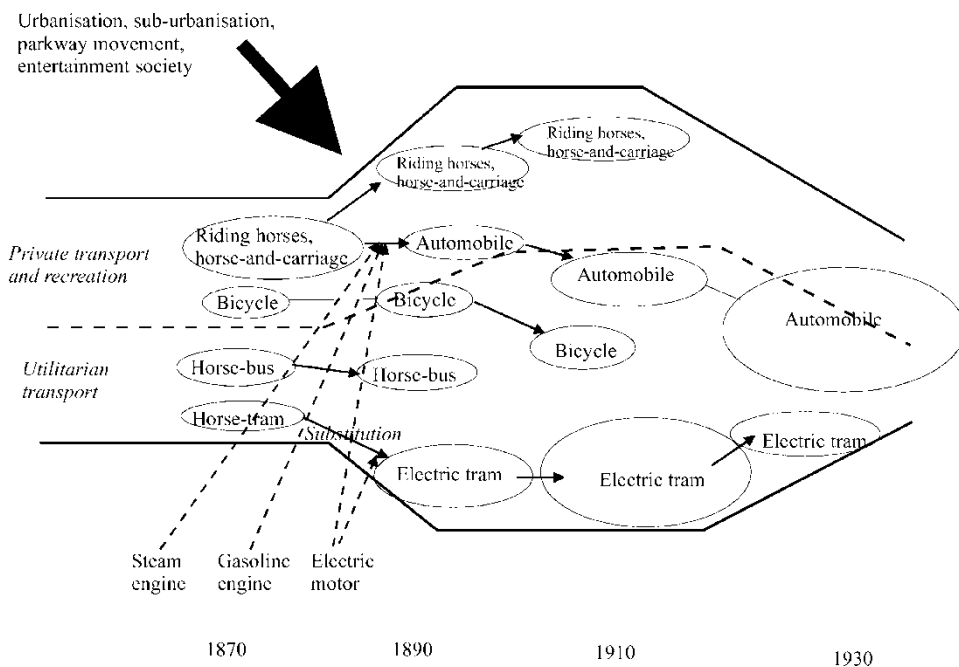 Urbanisation, sub-urbanisation,
parkway movement,
entertainment society
Riding horses,
horse-and-carriage
Riding horses,
horse-and-carriage
Riding horses,
horse-and-carriage
Private transport
and recreation
Automobile
Automobile
Automobile
Bicycle
Bicycle
Bicycle
Utilitarian
transport
Horse-bus
Horse-bus
Horse-tram
Substitution
Electric tram
Electric tram
Electric tram
Steam
engine
Gasoline
engine
Electric
motor
1870
1890
1910
1930